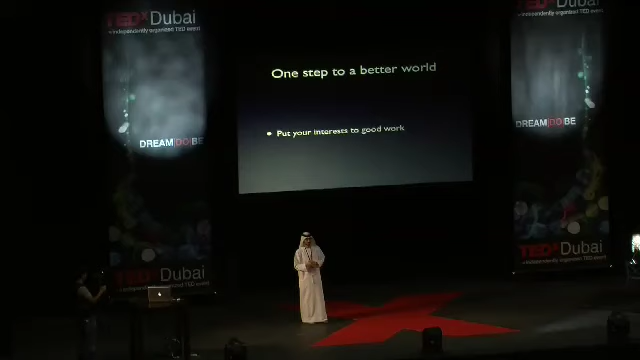 TEDxDubai
x=independently organized TED event
DREAM|DO|BE
TEDxDubai
One step to a better world
• Put your interests to good work
TEDxDubai
x=independently organized TED event
DREAM|DO|BE
TEDxDubai
x=independently organized TED event